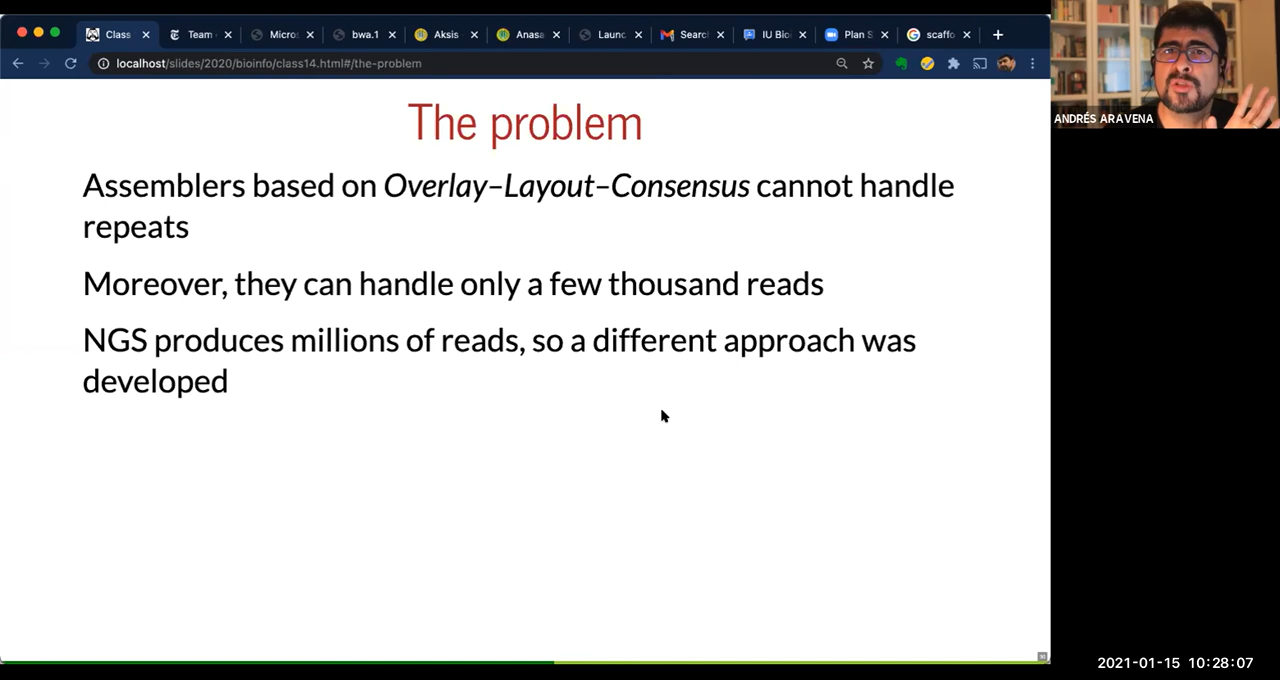 Class
Team
Micro
bwa.1
Aksis
Anasa
Launc
Searc
IU Bio
Plan S
scaffo
localhost/slides/2020/bioinfo/class14.html#/the-problem
ANDRÉS ARAVENA
The problem
Assemblers based on Overlay–Layout–Consensus cannot handle
repeats
Moreover, they can handle only a few thousand reads
NGS produces millions of reads, so a different approach was
developed
2021-01-15 10:28:07